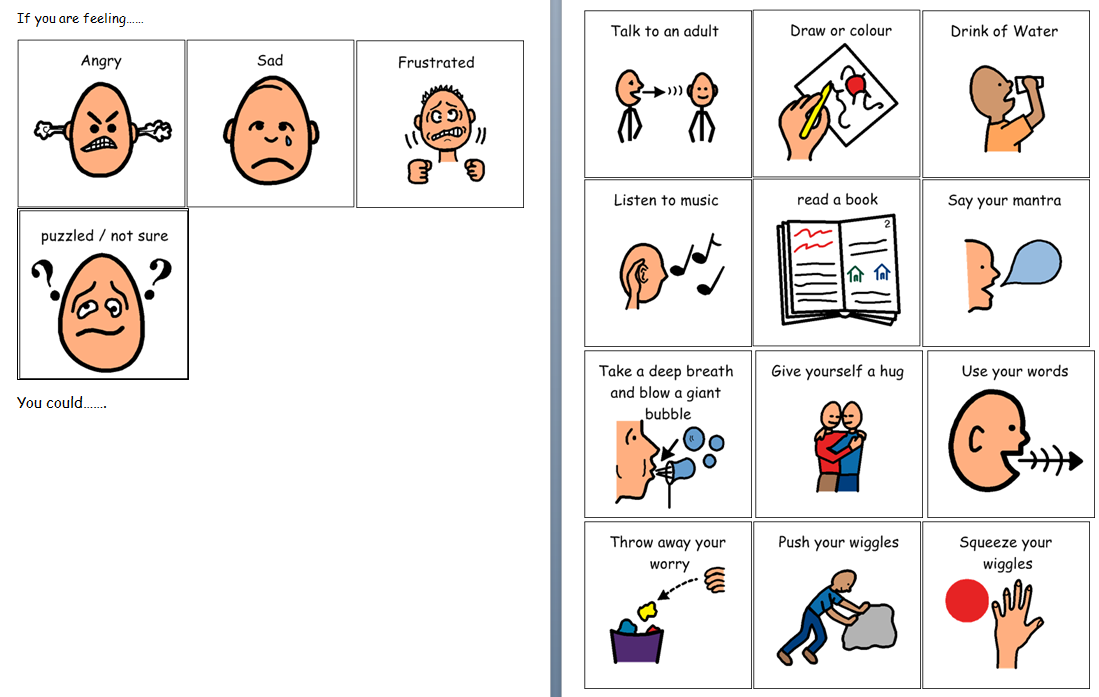 If you are feeling......
Angry
Sad
Frustrated
puzzled / not sure
? ?
You could.......
Talk to an adult
Draw or colour
Drink of Water
Listen to music
read a book
2
Say your mantra
Take a deep breath
and blow a giant
bubble
Give yourself a hug
Use your words
Throw away your
worry
Push your wiggles
Squeeze your
wiggles